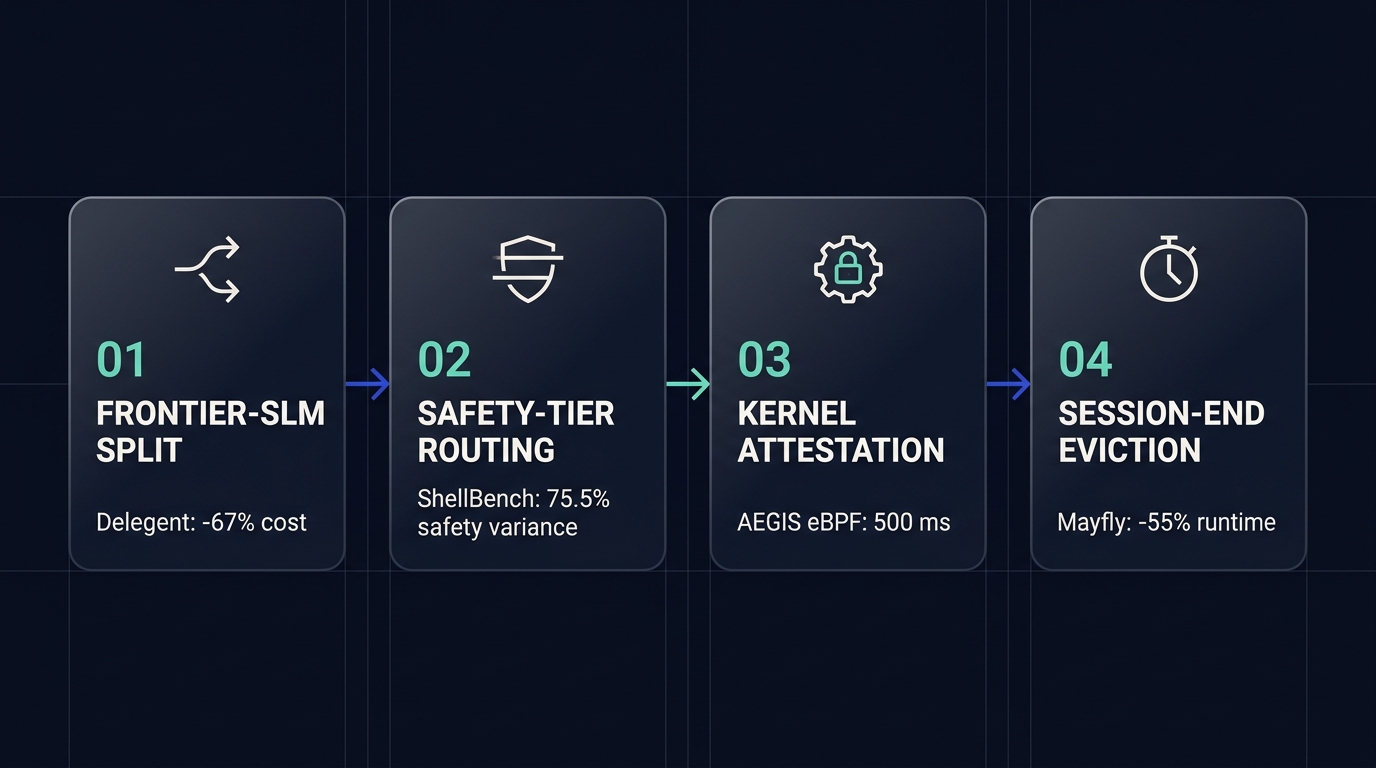 01
FRONTIER-SLM
SPLIT
Delegent: -67% cost
02
SAFETY-TIER
ROUTING
ShellBench: 75.5%
safety variance
03
KERNEL
ATTESTATION
AEGIS eBPF: 500 ms
04
SESSION-END
EVICTION
Mayfly: -55% runtime